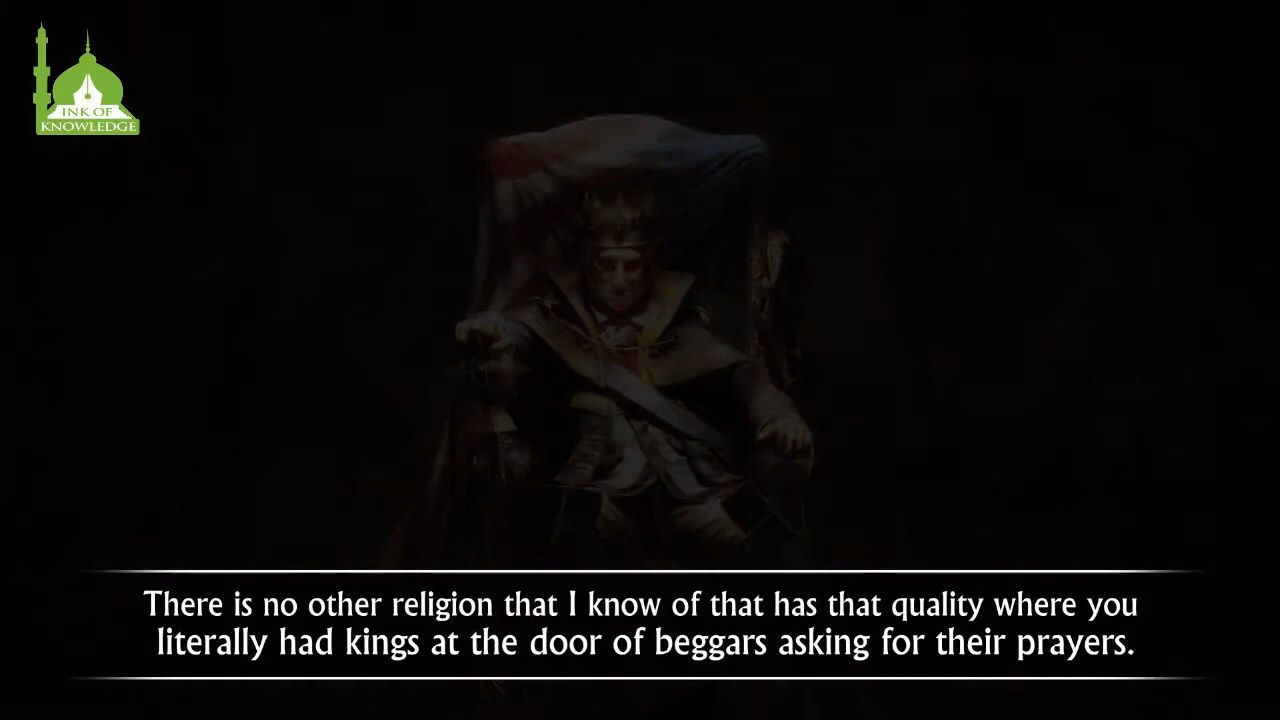 INK OF
KNOWLEDGE
There is no other religion that I know of that has that quality where you
literally had kings at the door of beggars asking for their prayers.